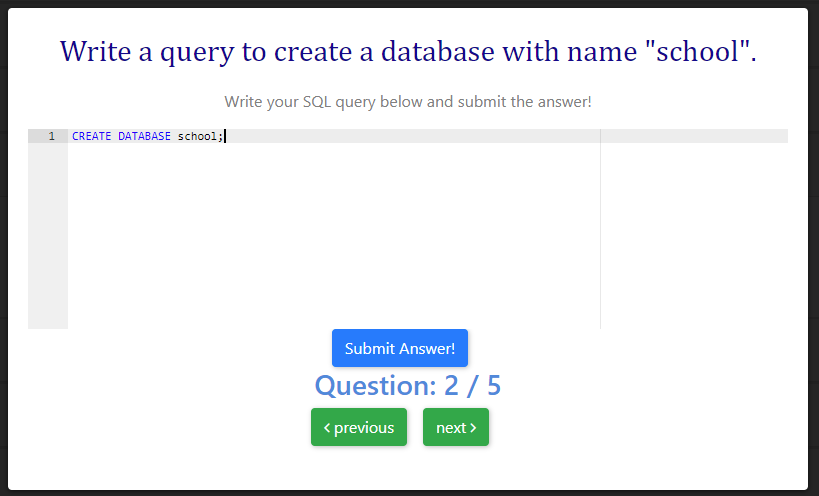 Write a query to create a database with name "school".
Write your SQL query below and submit the answer!
1 CREATE DATABASE school;
Submit Answer!
Question: 2 / 5
‹ previous next ›